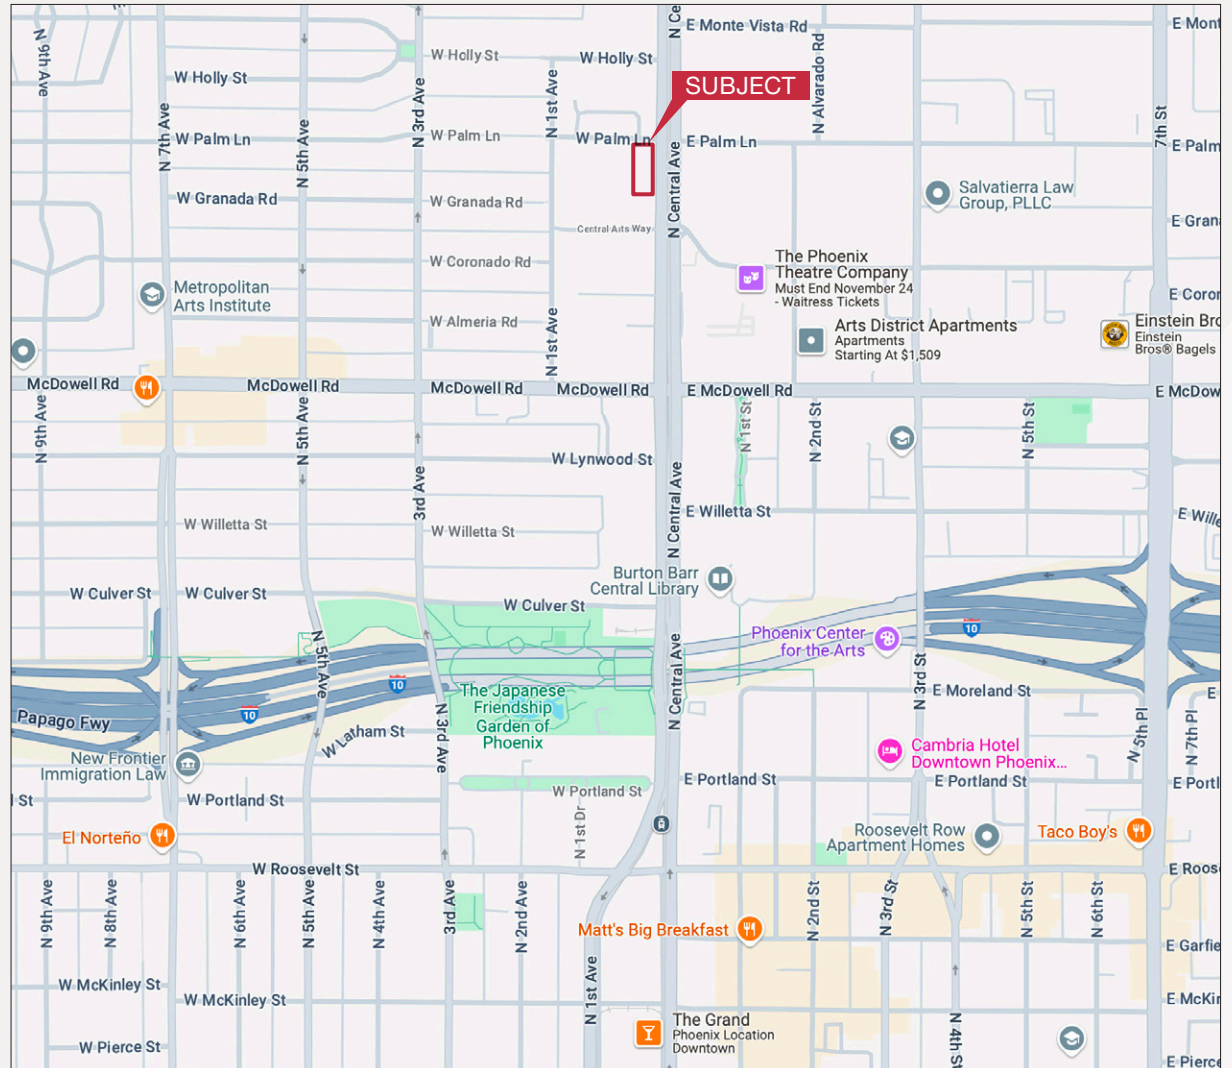 N Ce
E Monte Vista Rd
E Mont
N 9th Ave
W Holly St
W Holly St
W Holly St
N Alvarado Rd
SUBJECT
N 7th Ave
N 5th Ave
N 3rd Ave
N 1st Ave
7th St
W Palm Ln
W Palm Ln
W Palm Ln
E Palm Ln
E Palm
N Central Ave
W Granada Rd
W Granada Rd
Salvatierra Law
Group, PLLC
E Grana
Central Arts Way
W Coronado Rd
The Phoenix
Theatre Company
Must End November 24
- Waitress Tickets
Metropolitan
Arts Institute
E Coron
W Almeria Rd
N 1st Ave
Arts District Apartments
Apartments
Starting At $1,509
Einstein Bro
Einstein
Bros® Bagels
McDowell Rd
McDowell Rd
McDowell Rd
McDowell Rd
E McDowell Rd
E McDow
N 9th Ave
N 5th Ave
N 1st St
N 2nd St
N 5th St
W Lynwood St
3rd Ave
N Central Ave
W Willetta St
W Willetta St
E Willetta St
E Wille
Burton Barr
Central Library
W Culver St
W Culver St
W Culver St
Phoenix Center
for the Arts
10
N 5th Ave
N Central Ave
N 3rd St
10
10
E Moreland St
E
The Japanese
Friendship
Garden of
Phoenix
Papago Fwy
N 3rd Ave
W Latham St
N 5th Pl
N 7th Pl
New Frontier
Immigration Law
Cambria Hotel
Downtown Phoenix...
E Portland St
E Portland St
E Portl
W Portland St
W Portland St
l St
N 1st Dr
El Norteño
Roosevelt Row
Apartment Homes
Taco Boy's
W Roosevelt St
E Roos
N 9th Ave
N 8th Ave
N 6th Ave
N 5th Ave
N 4th Ave
3rd Ave
N 2nd Ave
N 2nd St
N 3rd St
N 5th St
N 6th St
Matt's Big Breakfast
E Garfie
W McKinley St
W McKinley St
N 1st Ave
E McKin
The Grand
Phoenix Location
Downtown
N 4th St
W Pierce St
E Pierce